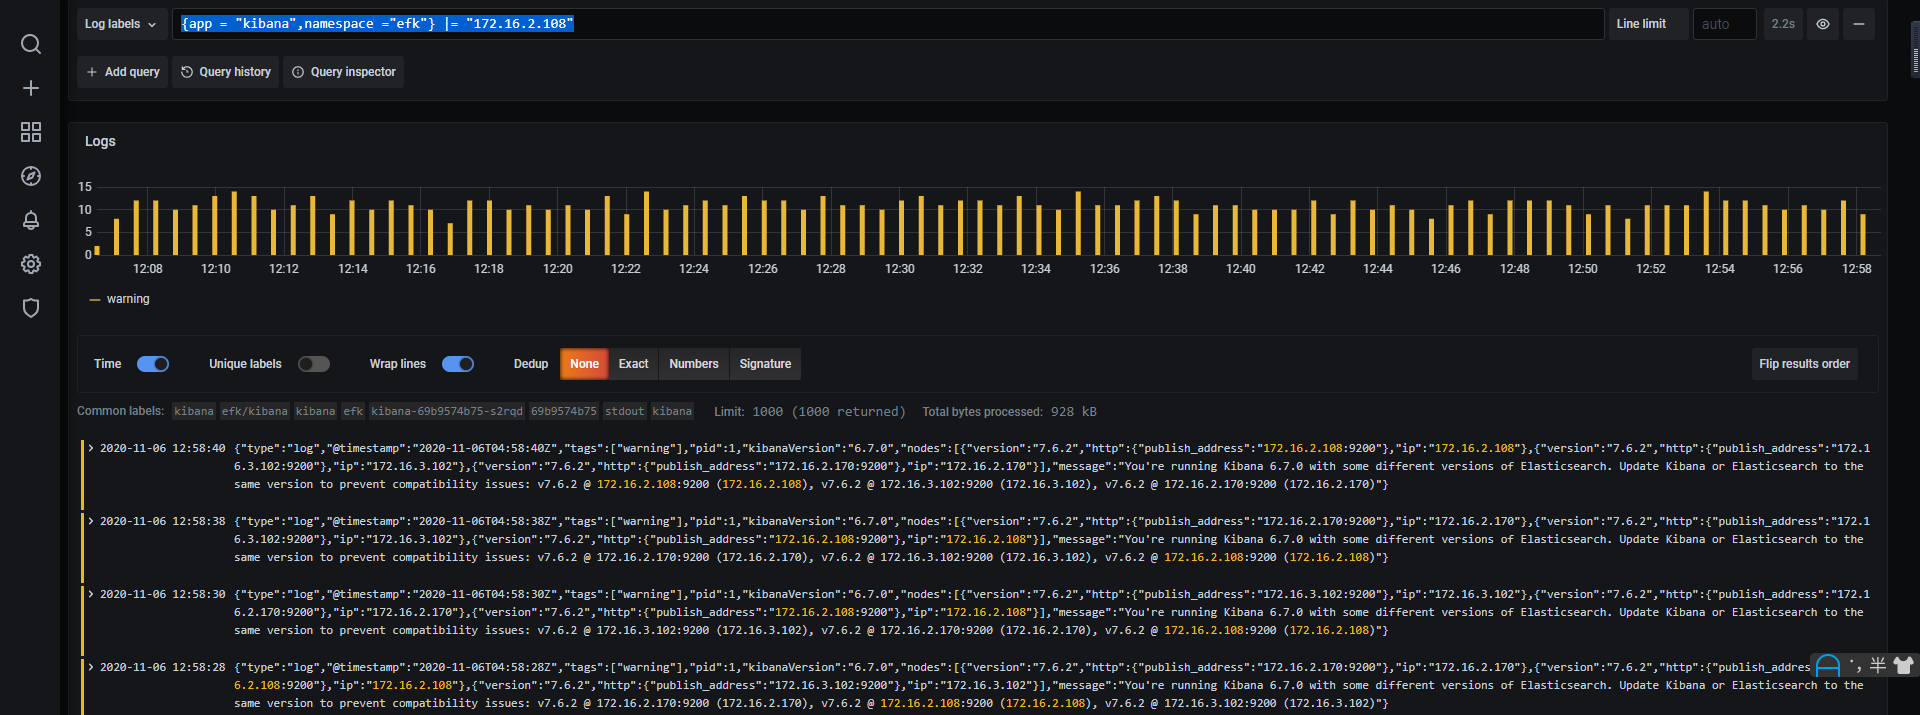 Log labels {app = "kibana",namespace ="efk"} |= "172.16.2.108" Line limit auto 2.2s
Add query Query history Query inspector
Logs
15
10
5
0
12:08 12:10 12:12 12:14 12:16 12:18 12:20 12:22 12:24 12:26 12:28 12:30 12:32 12:34 12:36 12:38 12:40 12:42 12:44 12:46 12:48 12:50 12:52 12:54 12:56 12:58
warning
Time Unique labels Wrap lines Dedup None Exact Numbers Signature Flip results order
Common labels: kibana efk/kibana kibana efk kibana-69b9574b75-s2rqd 69b9574b75 stdout kibana Limit: 1000 (1000 returned) Total bytes processed: 928 kB
2020-11-06 12:58:40 {"type":"log","@timestamp":"2020-11-06T04:58:40Z","tags":["warning"],"pid":1,"kibanaVersion":"6.7.0","nodes":[{"version":"7.6.2","http":{"publish_address":"172.16.2.108:9200"},"ip":"172.16.2.108"},{"version":"7.6.2","http":{"publish_address":"172.1
6.3.102:9200"},"ip":"172.16.3.102"},{"version":"7.6.2","http":{"publish_address":"172.16.2.170:9200"},"ip":"172.16.2.170"}],"message":"You're running Kibana 6.7.0 with some different versions of Elasticsearch. Update Kibana or Elasticsearch to the
same version to prevent compatibility issues: v7.6.2 @ 172.16.2.108:9200 (172.16.2.108), v7.6.2 @ 172.16.3.102:9200 (172.16.3.102), v7.6.2 @ 172.16.2.170:9200 (172.16.2.170)"}
2020-11-06 12:58:38 {"type":"log","@timestamp":"2020-11-06T04:58:38Z","tags":["warning"],"pid":1,"kibanaVersion":"6.7.0","nodes":[{"version":"7.6.2","http":{"publish_address":"172.16.2.170:9200"},"ip":"172.16.2.170"},{"version":"7.6.2","http":{"publish_address":"172.1
6.3.102:9200"},"ip":"172.16.3.102"},{"version":"7.6.2","http":{"publish_address":"172.16.2.108:9200"},"ip":"172.16.2.108"}],"message":"You're running Kibana 6.7.0 with some different versions of Elasticsearch. Update Kibana or Elasticsearch to the
same version to prevent compatibility issues: v7.6.2 @ 172.16.2.170:9200 (172.16.2.170), v7.6.2 @ 172.16.3.102:9200 (172.16.3.102), v7.6.2 @ 172.16.2.108:9200 (172.16.2.108)"}
2020-11-06 12:58:30 {"type":"log","@timestamp":"2020-11-06T04:58:30Z","tags":["warning"],"pid":1,"kibanaVersion":"6.7.0","nodes":[{"version":"7.6.2","http":{"publish_address":"172.16.3.102:9200"},"ip":"172.16.3.102"},{"version":"7.6.2","http":{"publish_address":"172.1
6.2.170:9200"},"ip":"172.16.2.170"},{"version":"7.6.2","http":{"publish_address":"172.16.2.108:9200"},"ip":"172.16.2.108"}],"message":"You're running Kibana 6.7.0 with some different versions of Elasticsearch. Update Kibana or Elasticsearch to the
same version to prevent compatibility issues: v7.6.2 @ 172.16.3.102:9200 (172.16.3.102), v7.6.2 @ 172.16.2.170:9200 (172.16.2.170), v7.6.2 @ 172.16.2.108:9200 (172.16.2.108)"}
2020-11-06 12:58:28 {"type":"log","@timestamp":"2020-11-06T04:58:28Z","tags":["warning"],"pid":1,"kibanaVersion":"6.7.0","nodes":[{"version":"7.6.2","http":{"publish_address":"172.16.2.170:9200"},"ip":"172.16.2.170"},{"version":"7.6.2","http":{"publish_addres 半
6.2.108:9200"},"ip":"172.16.2.108"},{"version":"7.6.2","http":{"publish_address":"172.16.3.102:9200"},"ip":"172.16.3.102"}],"message":"You're running Kibana 6.7.0 with some different versions of Elasticsearch. Update Kibana or Elasticsearch to the
same version to prevent compatibility issues: v7.6.2 @ 172.16.2.170:9200 (172.16.2.170), v7.6.2 @ 172.16.2.108:9200 (172.16.2.108), v7.6.2 @ 172.16.3.102:9200 (172.16.3.102)"}